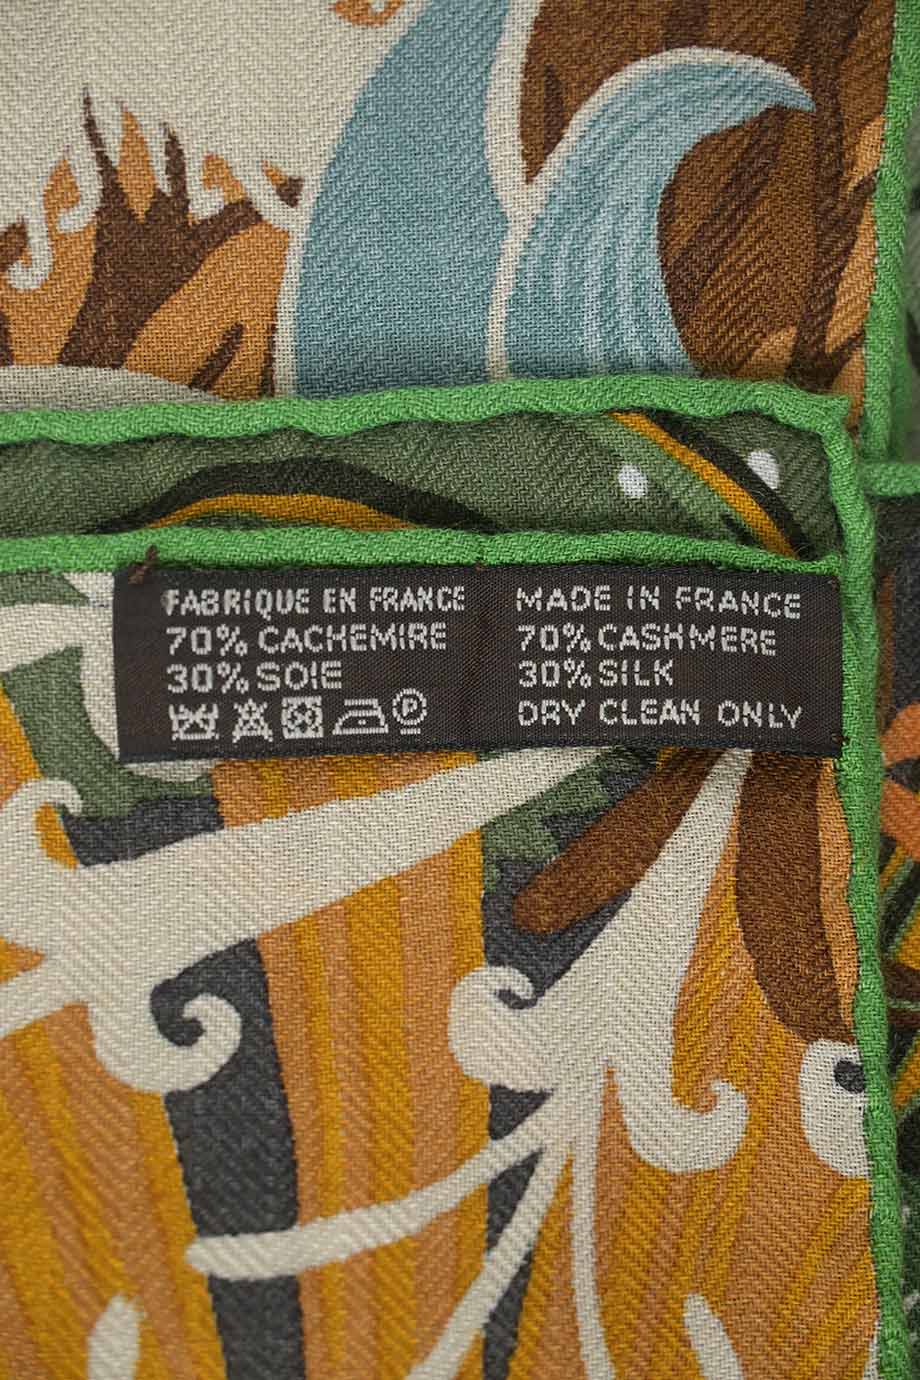 FABRIQUE EN FRANCE
70% CACHEMIRE
30% SOIE
P
MADE IN FRANCE
70% CASHMERE
30% SILK
DRY CLEAN ONLY